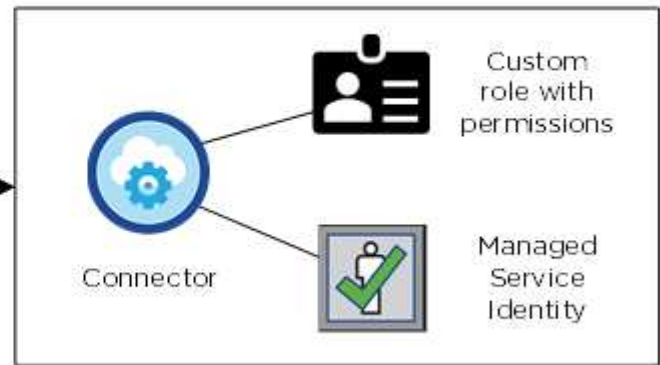 Custom
role with
permissions
Connector
Managed
Service
Identity